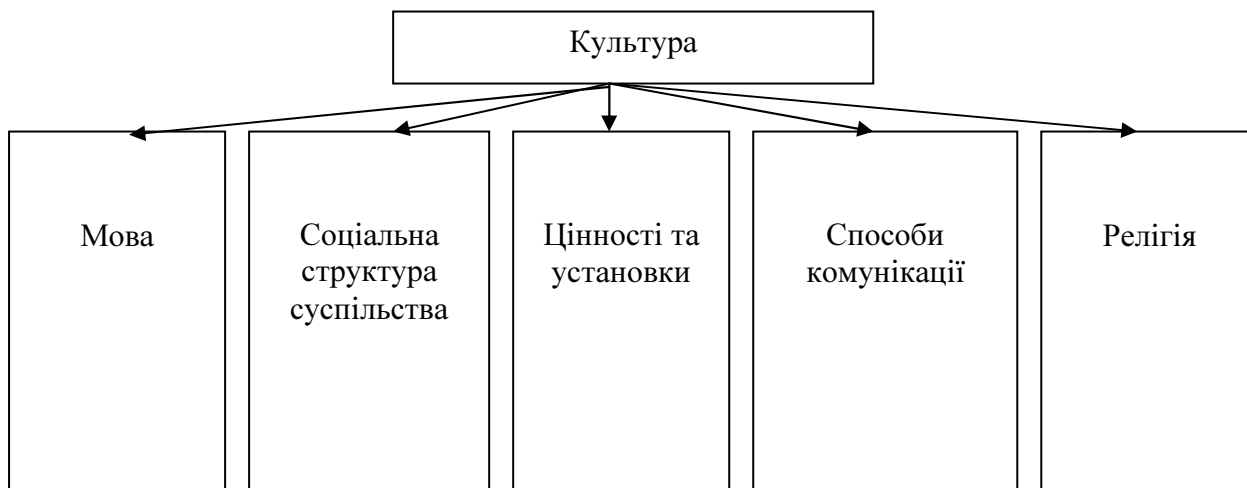 Культура
Мова
Соціальна
структура
суспільства
Цінності та
установки
Способи
комунікації
Релігія